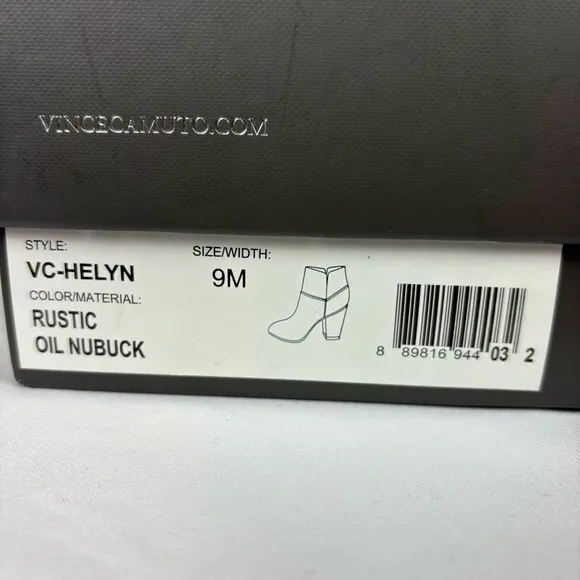 VINCECAMUTO.COM
STYLE:
VC-HELYN
SIZE/WIDTH:
9M
COLOR/MATERIAL:
RUSTIC
OIL NUBUCK
8 89816 944 03 2